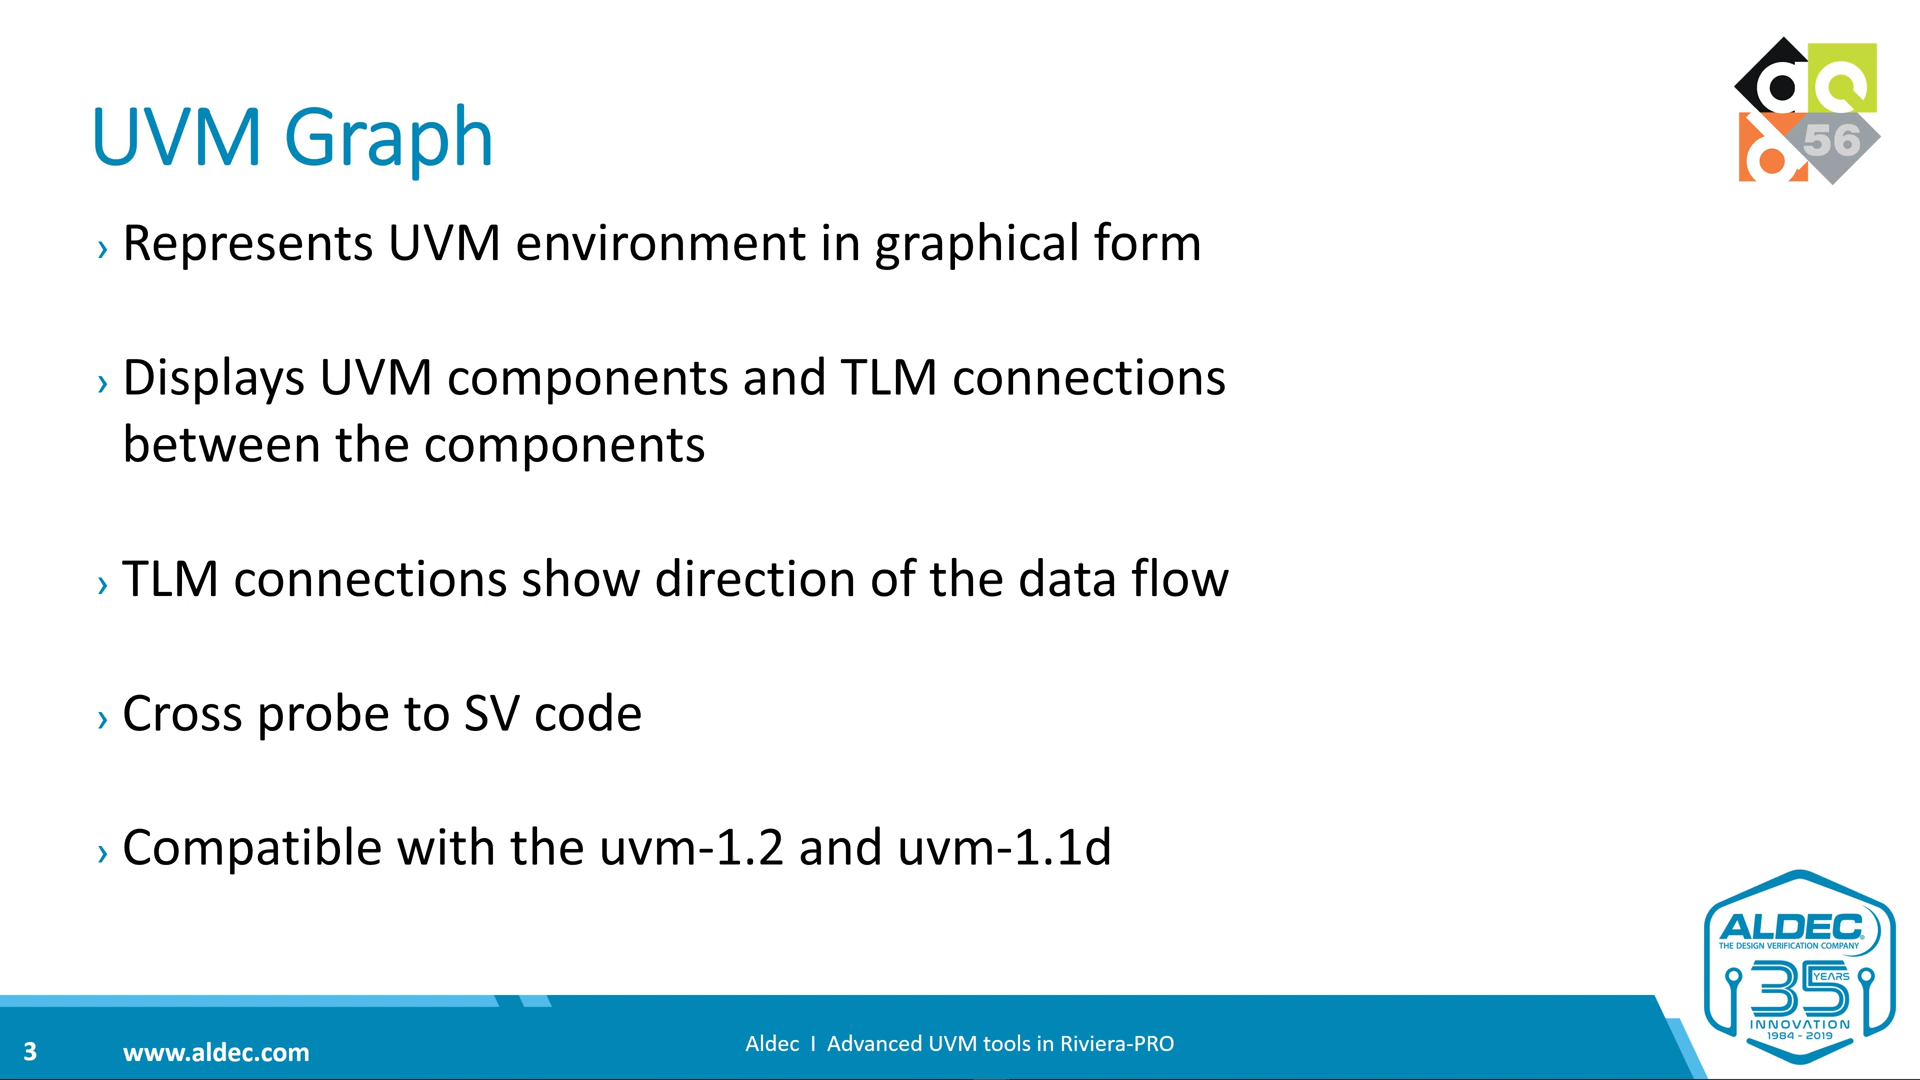 UVM Graph
› Represents UVM environment in graphical form
› Displays UVM components and TLM connections
between the components
› TLM connections show direction of the data flow
› Cross probe to SV code
› Compatible with the uvm-1.2 and uvm-1.1d
56
ALDEC®
THE DESIGN VERIFICATION COMPANY
35 YEARS
INNOVATION
1984 - 2019
3
www.aldec.com
Aldec I Advanced UVM tools in Riviera-PRO